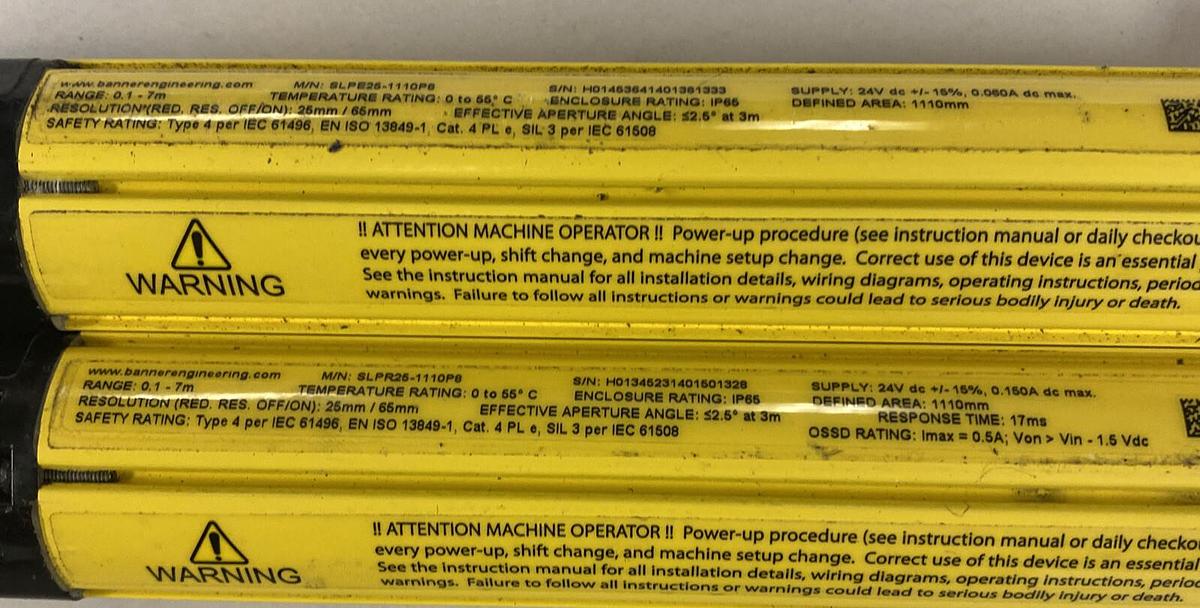 www.bannerengineering.com M/N: SLPE25-1110P8 S/N: H01453641401361333 SUPPLY: 24V dc +/- 15%, 0.050A dc max.
RANGE: 0.1 - 7m TEMPERATURE RATING: 0 to 55° C ENCLOSURE RATING: IP65 DEFINED AREA: 1110mm
RESOLUTION (RED. RES. OFF/ON): 25mm / 65mm EFFECTIVE APERTURE ANGLE: ≤2.5° at 3m
SAFETY RATING: Type 4 per IEC 61496, EN ISO 13849-1, Cat. 4 PL e, SIL 3 per IEC 61508
WARNING
!! ATTENTION MACHINE OPERATOR !! Power-up procedure (see instruction manual or daily checkou
every power-up, shift change, and machine setup change. Correct use of this device is an essential
See the instruction manual for all installation details, wiring diagrams, operating instructions, period
warnings. Failure to follow all instructions or warnings could lead to serious bodily injury or death.
www.bannerengineering.com M/N: SLPR25-1110P8 S/N: H01345231401501328 SUPPLY: 24V dc +/- 15%, 0.150A dc max.
RANGE: 0.1 - 7m TEMPERATURE RATING: 0 to 55° C ENCLOSURE RATING: IP65 DEFINED AREA: 1110mm
RESOLUTION (RED. RES. OFF/ON): 25mm / 65mm EFFECTIVE APERTURE ANGLE: ≤2.5° at 3m RESPONSE TIME: 17ms
SAFETY RATING: Type 4 per IEC 61496, EN ISO 13849-1, Cat. 4 PL e, SIL 3 per IEC 61508 OSSD RATING: Imax = 0.5A; Von > Vin - 1.5 Vdc
WARNING
!! ATTENTION MACHINE OPERATOR !! Power-up procedure (see instruction manual or daily checko
every power-up, shift change, and machine setup change. Correct use of this device is an essential
See the instruction manual for all installation details, wiring diagrams, operating instructions, period
warnings. Failure to follow all instructions or warnings could lead to serious bodily injury or death.